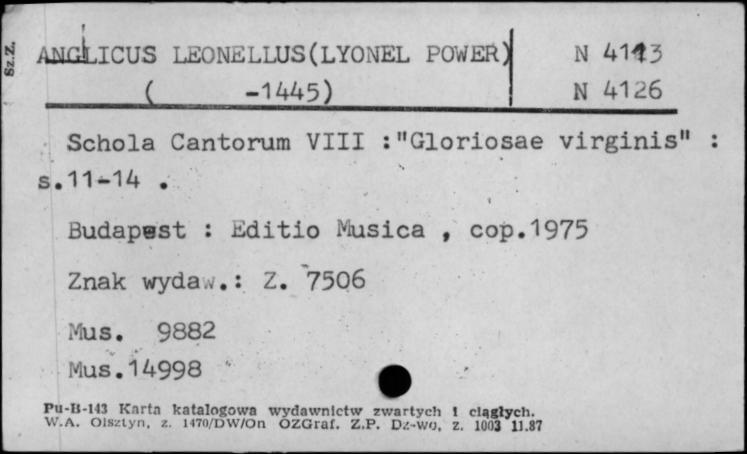 Sz.Z.
ANGLICUS LEONELLUS(LYONEL POWER) N 4113
( -1445) N 4126
Schola Cantorum VIII :"Gloriosae virginis" :
s.11-14 .
Budapest : Editio Musica , cop.1975
Znak wydaw.: Z. 7506
Mus. 9882
Mus.14998
Pu-B-143 Karta katalogowa wydawnictw zwartych i ciągłych.
W.A. Olsztyn, z. 1470/DW/On OZGraf. Z.P. Dz-wo, z. 1003 11.87